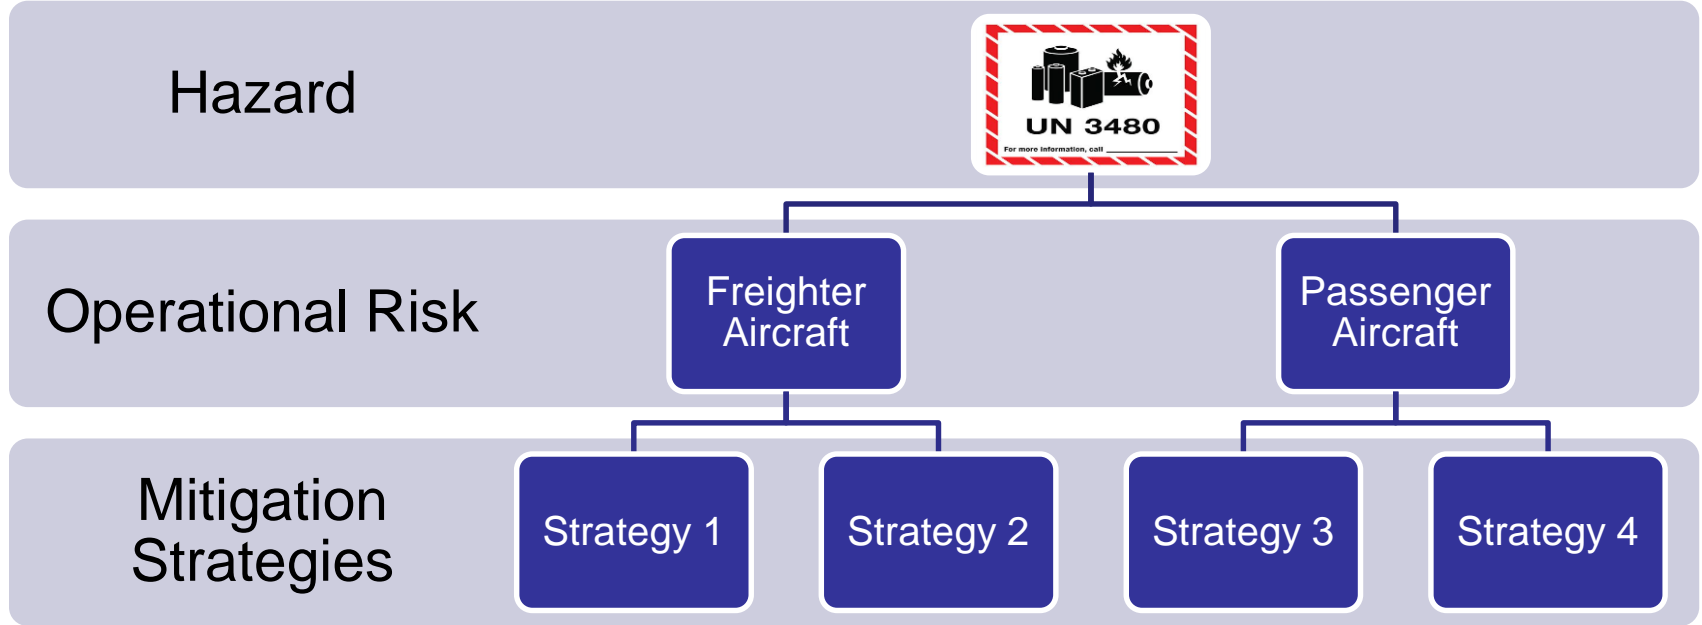 Hazard
UN 3480
For more information, call
Operational Risk
Freighter
Aircraft
Passenger
Aircraft
Mitigation
Strategies
Strategy 1
Strategy 2
Strategy 3
Strategy 4